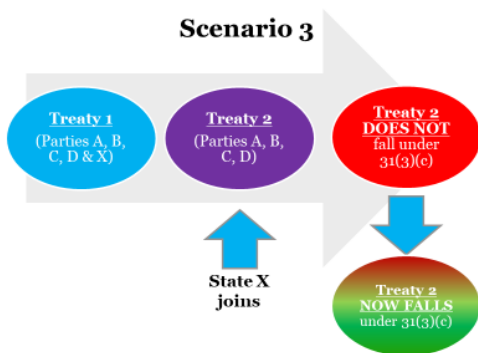 Scenario 3
Treaty 1
(Parties A, B,
C, D & X)
Treaty 2
(Parties A, B,
C, D)
Treaty 2
DOES NOT
fall under
31(3)(c)
State X
joins
Treaty 2
NOW FALLS
under 31(3)(c)